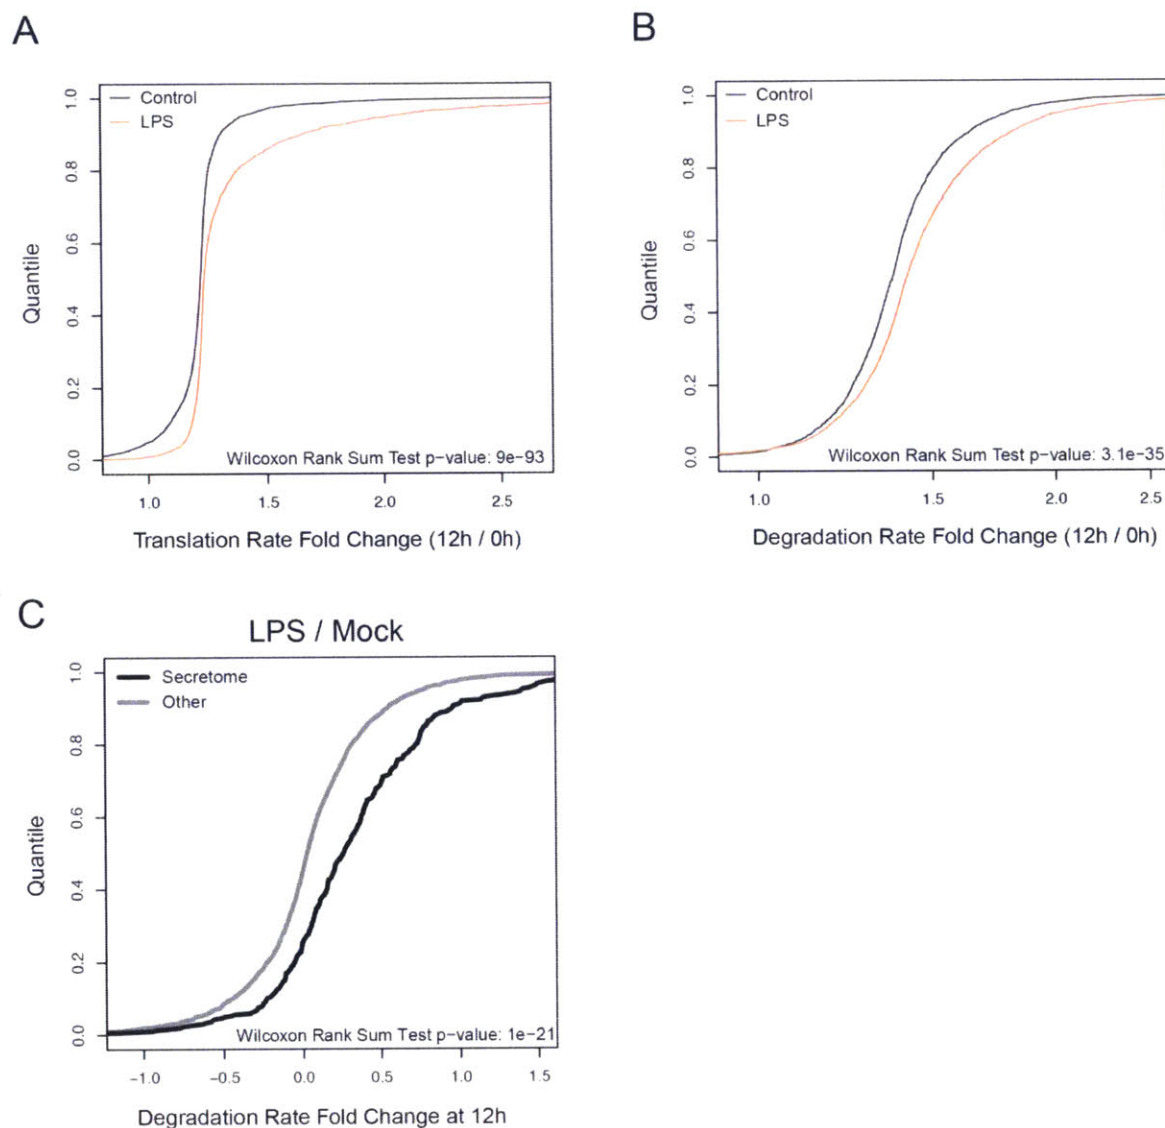 A
Control
LPS
1.0
0.8
0.6
0.4
0.2
0.0
Quantile
Wilcoxon Rank Sum Test p-value: 9e-93
1.0 1.5 2.0 2.5
Translation Rate Fold Change (12h / 0h)
B
Control
LPS
1.0
0.8
0.6
0.4
0.2
0.0
Quantile
Wilcoxon Rank Sum Test p-value: 3.1e-35
1.0 1.5 2.0 2.5
Degradation Rate Fold Change (12h / 0h)
C
LPS / Mock
Secretome
Other
1.0
0.8
0.6
0.4
0.2
0.0
Quantile
Wilcoxon Rank Sum Test p-value: 1e-21
-1.0 -0.5 0.0 0.5 1.0 1.5
Degradation Rate Fold Change at 12h